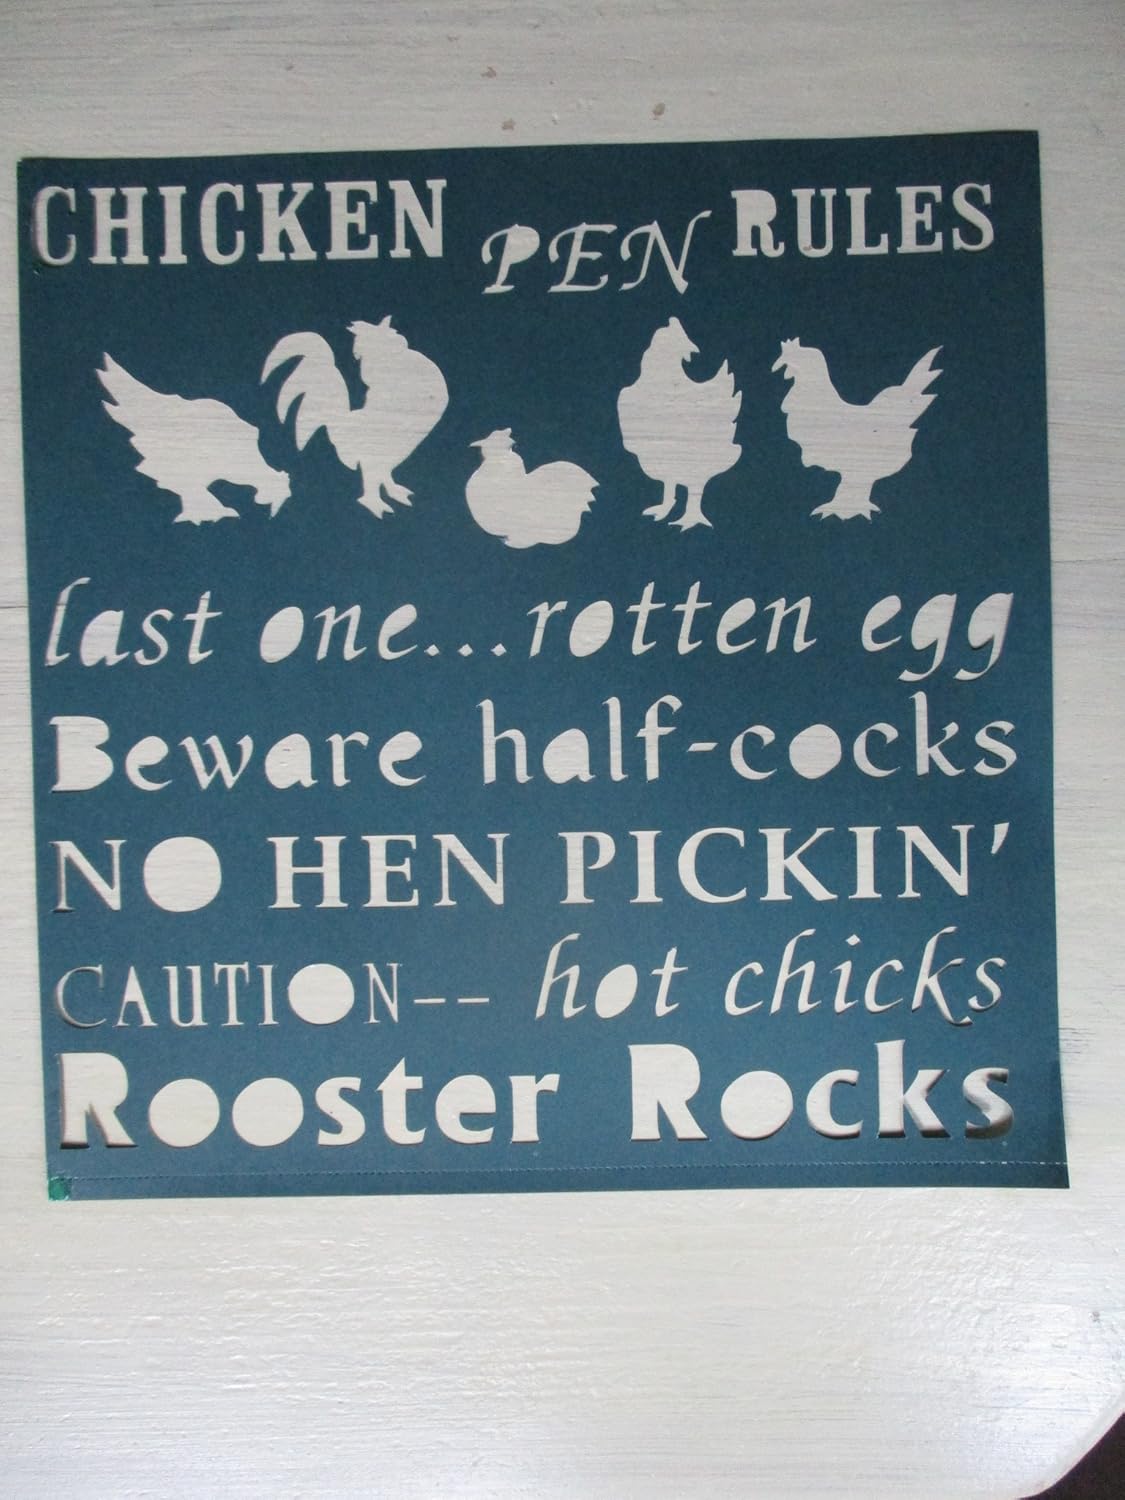 CHICKEN PEN RULES
last one...rotten egg
Beware half-cocks
NO HEN PICKIN'
CAUTION-- hot chicks
Rooster Rocks